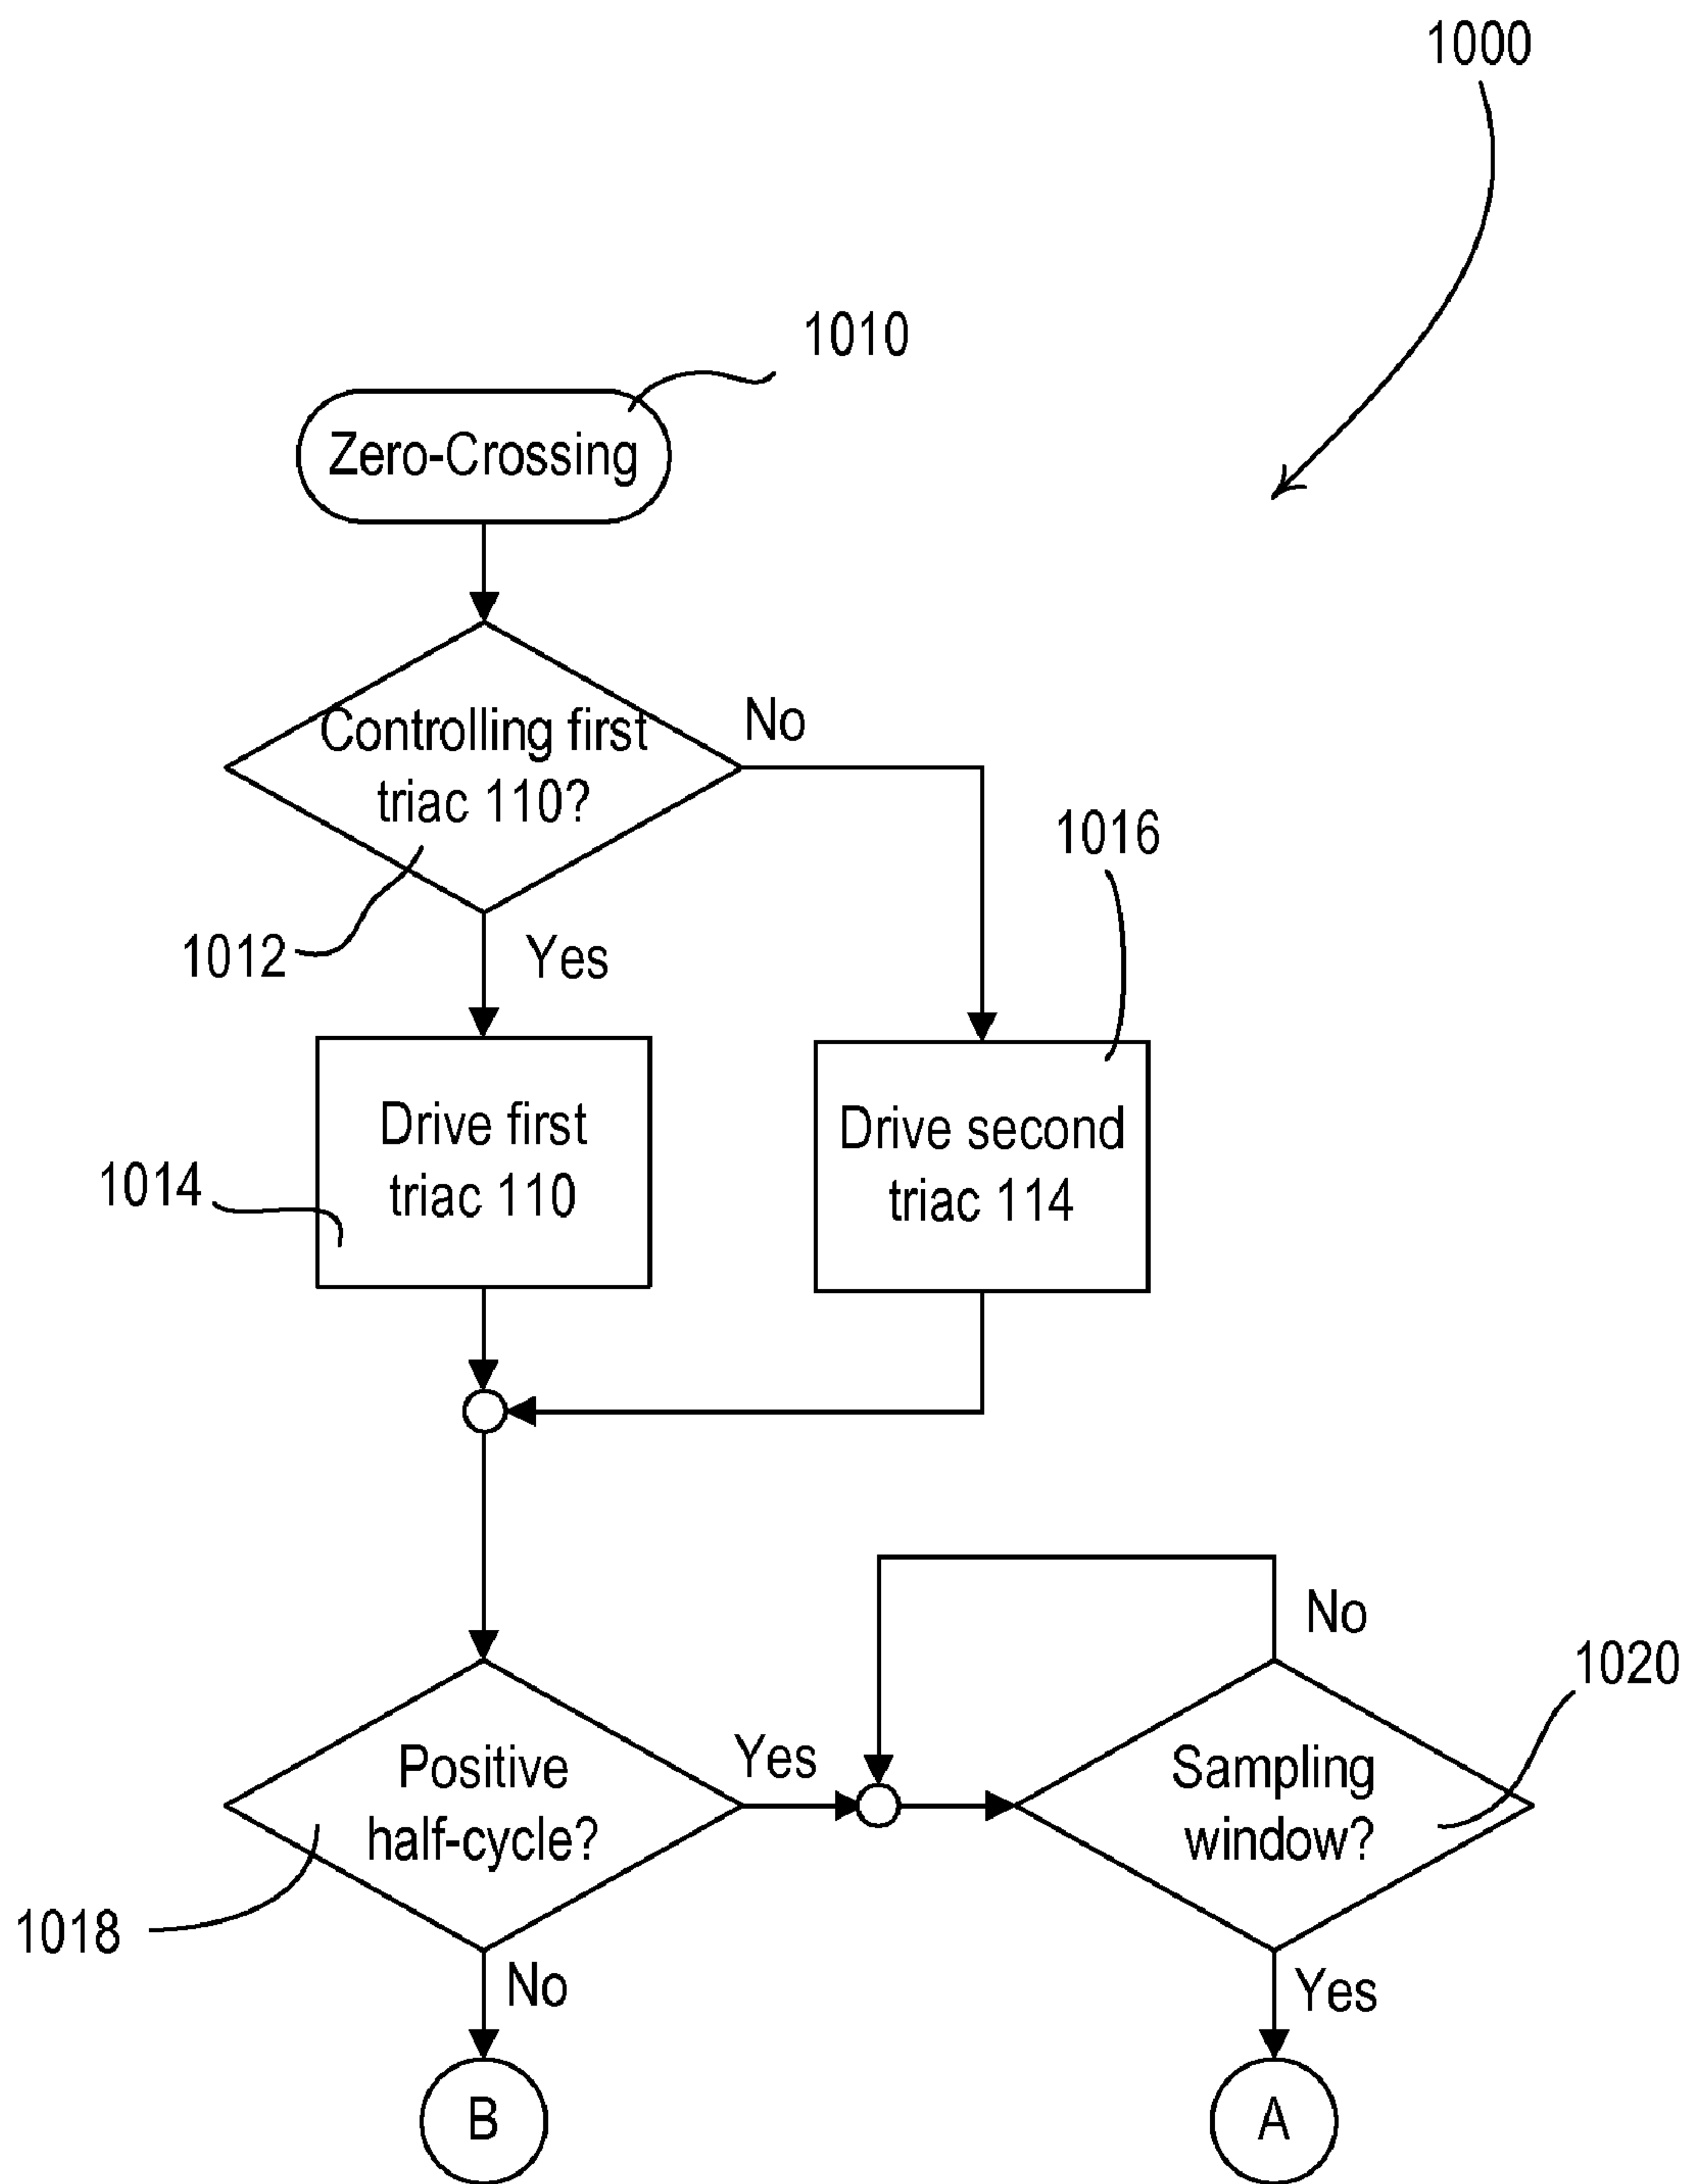 1000
1010
Zero-Crossing
Controlling first
triac 110?
No
1012
Yes
1016
Drive first
triac 110
1014
Drive second
triac 114
No
1020
Positive
half-cycle?
Yes
Sampling
window?
1018
No
Yes
B
A